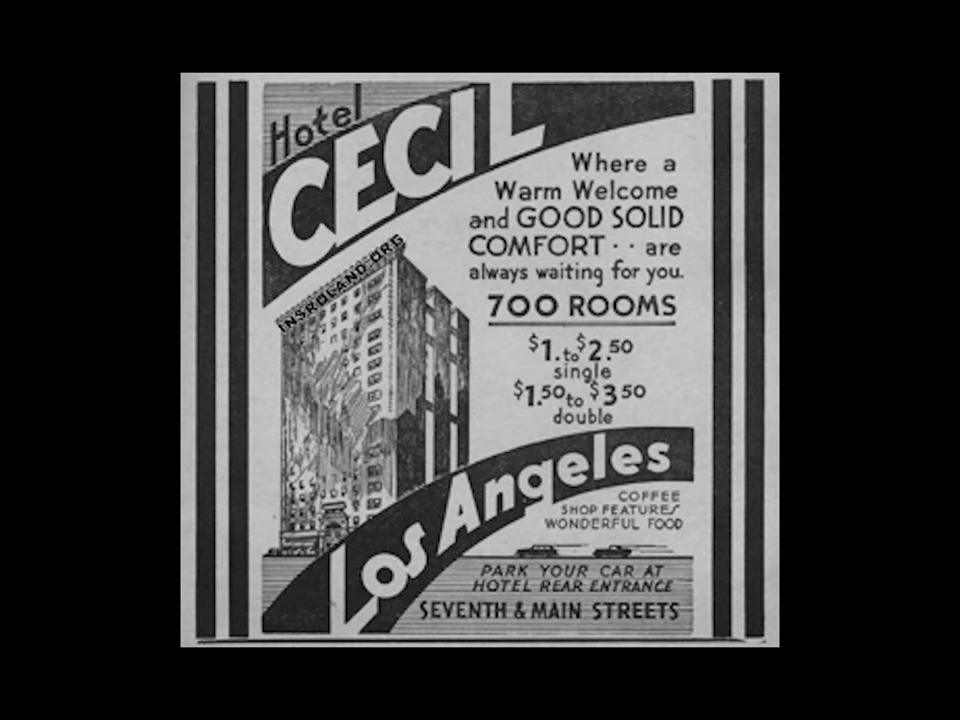 Hotel
CECIL
Where a
Warm Welcome
and GOOD SOLID
COMFORT ·· are
always waiting for you.
INSROLAND.ORG
700 ROOMS
$1. to $2.50
single
$1.50 to $3.50
double
Los Angeles
COFFEE
SHOP FEATURES
WONDERFUL FOOD
PARK YOUR CAR AT
HOTEL REAR ENTRANCE
SEVENTH & MAIN STREETS